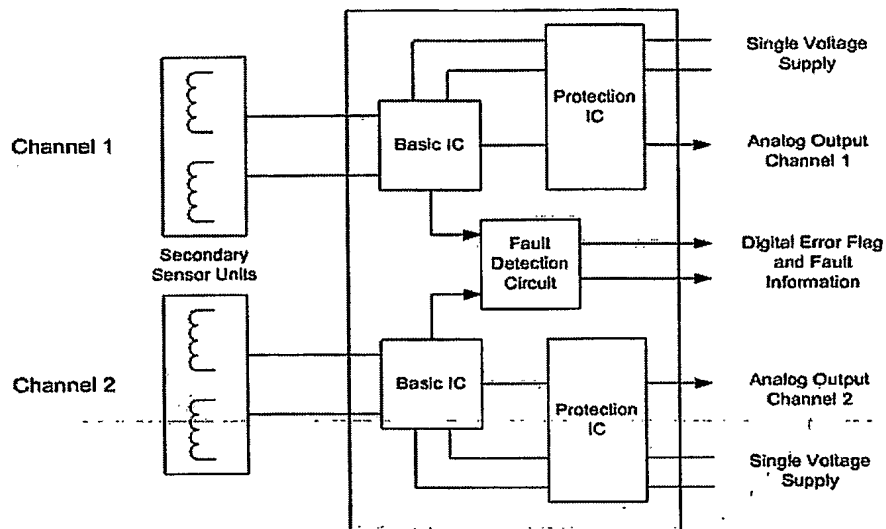 Single Voltage
Supply
Protection
IC
Channel 1
Basic IC
Analog Output
Channel 1
Secondary
Sensor Units
Fault
Detection
Circuit
Digital Error Flag
and Fault
Information
Channel 2
Basic IC
Analog Output
Channel 2
Protection
IC
Single Voltage
Supply